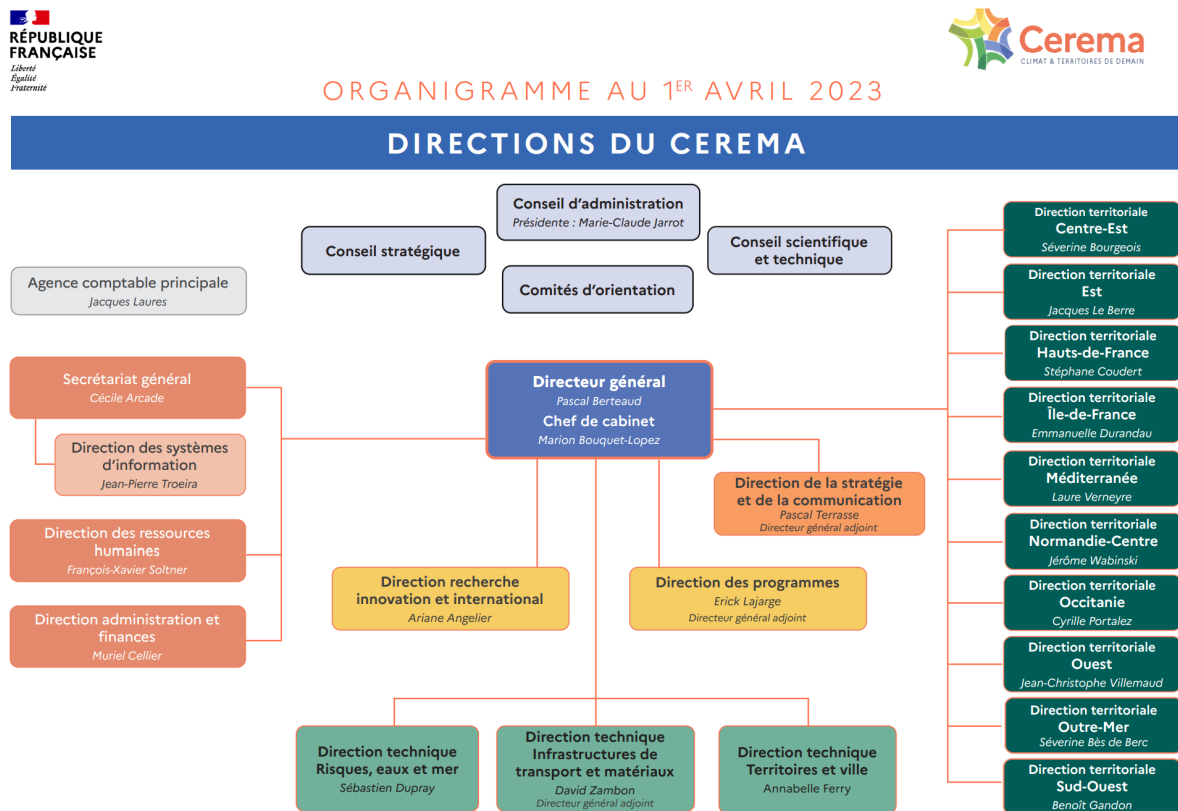 RÉPUBLIQUE
FRANÇAISE
Liberté
Égalité
Fraternité
Cerema
CLIMAT & TERRITOIRES DE DEMAIN
ORGANIGRAMME AU 1ER AVRIL 2023
DIRECTIONS DU CEREMA
Conseil d'administration
Présidente : Marie-Claude Jarrot
Conseil stratégique
Conseil scientifique
et technique
Comités d'orientation
Agence comptable principale
Jacques Laures
Secrétariat général
Cécile Arcade
Direction des systèmes
d'information
Jean-Pierre Troeira
Direction des ressources
humaines
François-Xavier Soltner
Direction administration et
finances
Muriel Cellier
Directeur général
Pascal Berteaud
Chef de cabinet
Marion Bouquet-Lopez
Direction de la stratégie
et de la communication
Pascal Terrasse
Directeur général adjoint
Direction recherche
innovation et international
Ariane Angelier
Direction des programmes
Erick Lajarge
Directeur général adjoint
Direction technique
Risques, eaux et mer
Sébastien Dupray
Direction technique
Infrastructures de
transport et matériaux
David Zambon
Directeur général adjoint
Direction technique
Territoires et ville
Annabelle Ferry
Direction territoriale
Centre-Est
Séverine Bourgeois
Direction territoriale
Est
Jacques Le Berre
Direction territoriale
Hauts-de-France
Stéphane Coudert
Direction territoriale
Île-de-France
Emmanuelle Durandau
Direction territoriale
Méditerranée
Laure Verneyre
Direction territoriale
Normandie-Centre
Jérôme Wabinski
Direction territoriale
Occitanie
Cyrille Portalez
Direction territoriale
Ouest
Jean-Christophe Villemaud
Direction territoriale
Outre-Mer
Séverine Bès de Berc
Direction territoriale
Sud-Ouest
Benoît Gandon